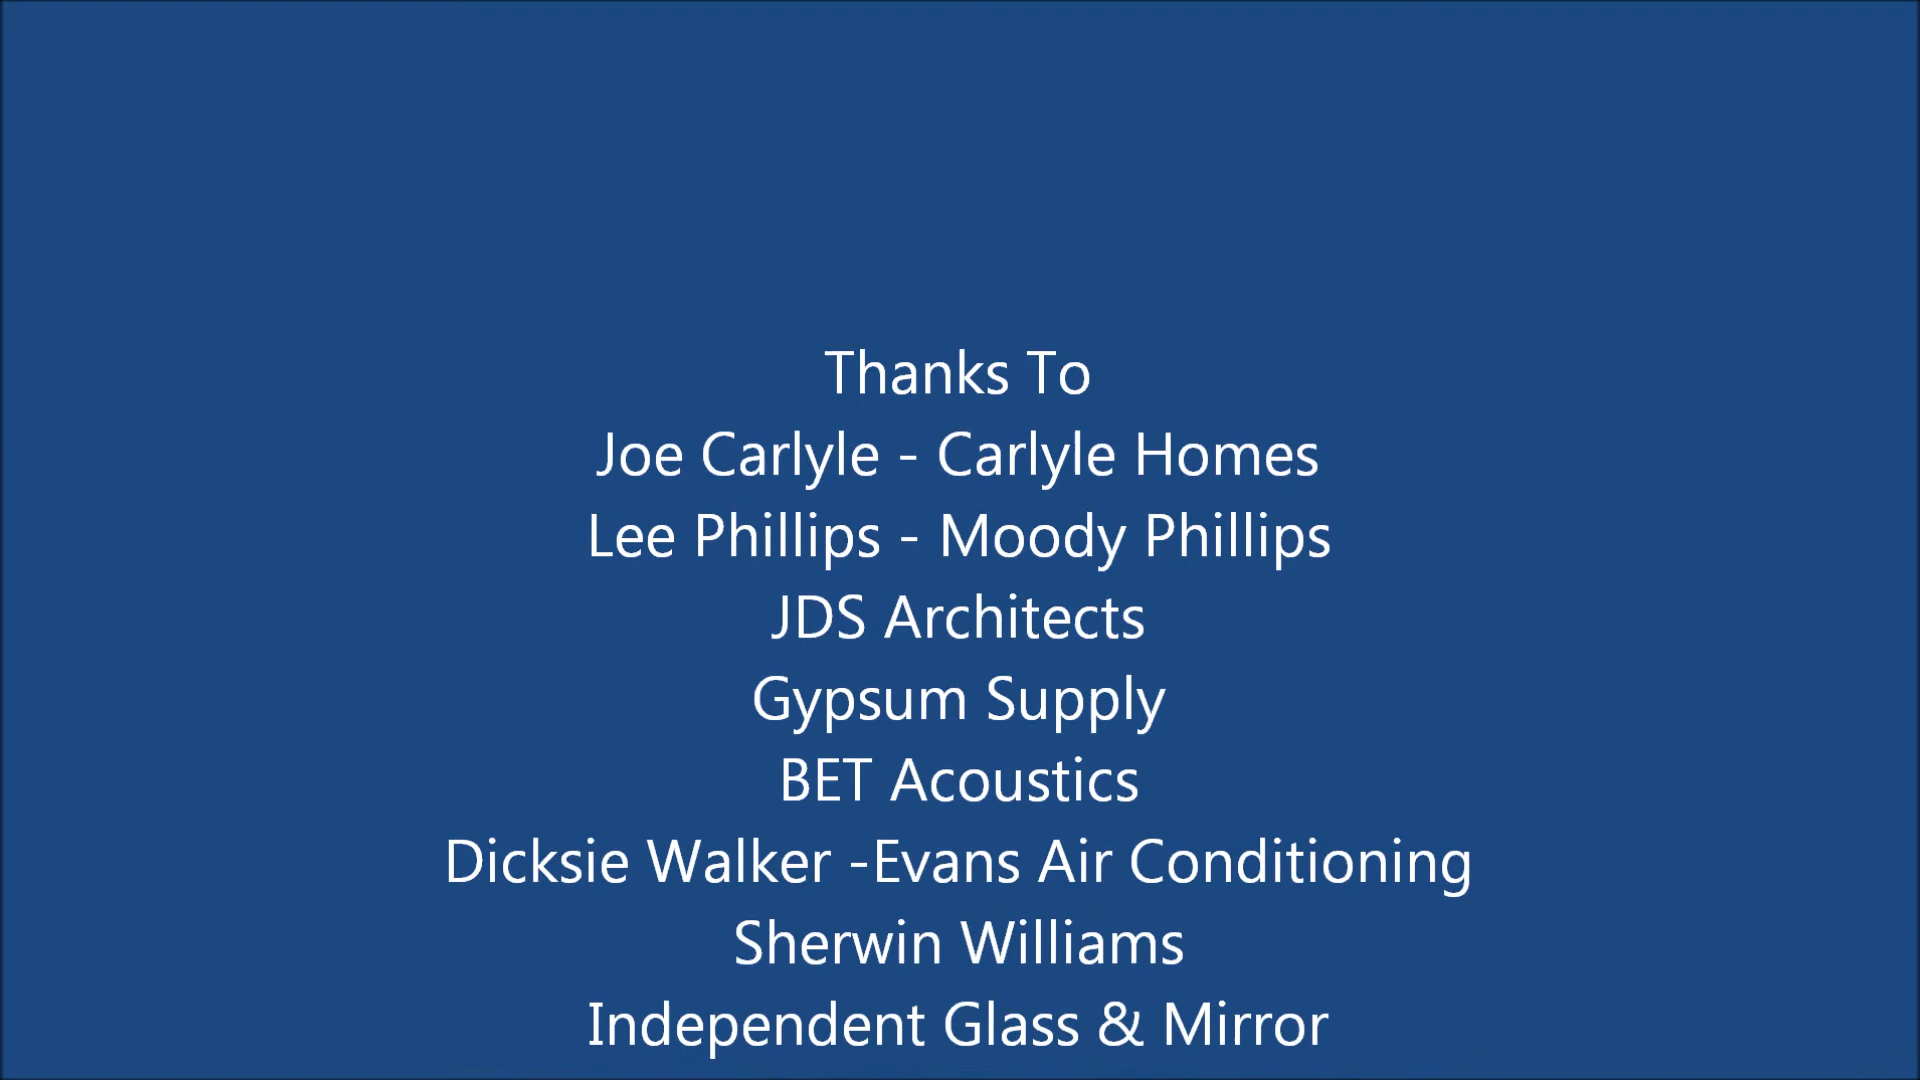 Thanks To
Joe Carlyle - Carlyle Homes
Lee Phillips - Moody Phillips
JDS Architects
Gypsum Supply
BET Acoustics
Dicksie Walker -Evans Air Conditioning
Sherwin Williams
Independent Glass & Mirror